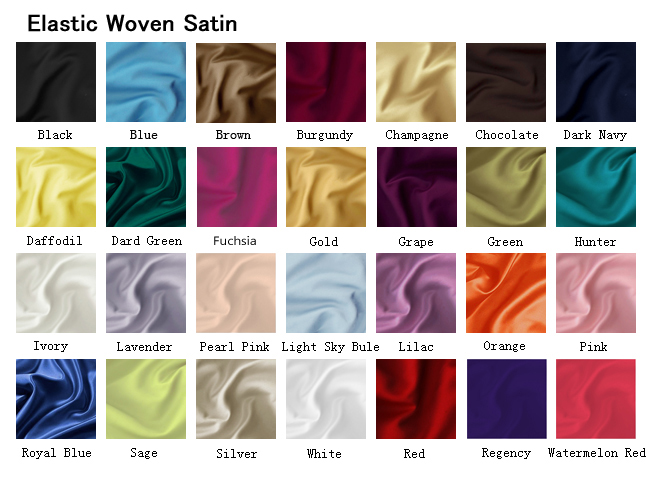 Elastic Woven Satin
Black Blue Brown Burgundy Champagne Chocolate Dark Navy
Daffodil Dard Green Fuchsia Gold Grape Green Hunter
Ivory Lavender Pearl Pink Light Sky Bule Lilac Orange Pink
Royal Blue Sage Silver White Red Regency Watermelon Red